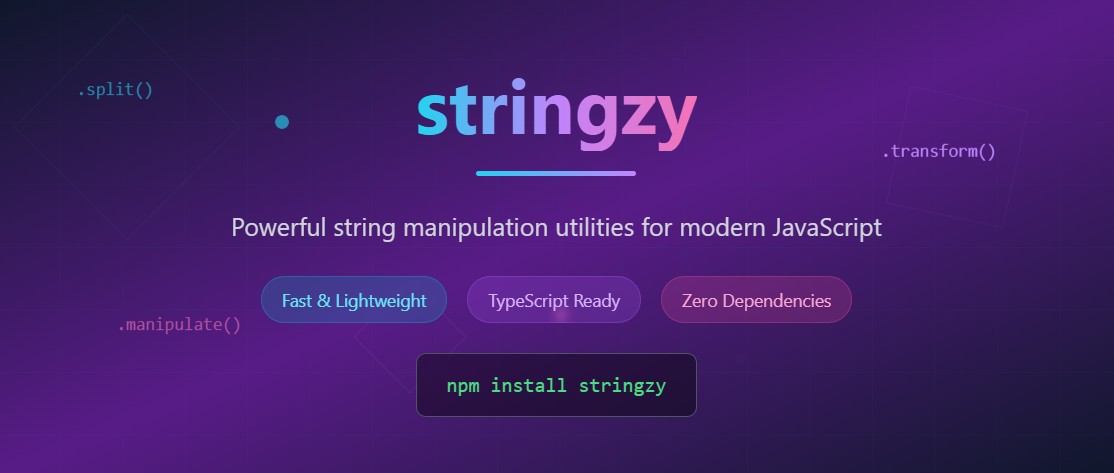 .split()
stringzy
.transform()
Powerful string manipulation utilities for modern JavaScript
Fast & Lightweight
TypeScript Ready
Zero Dependencies
.manipulate()
npm install stringzy